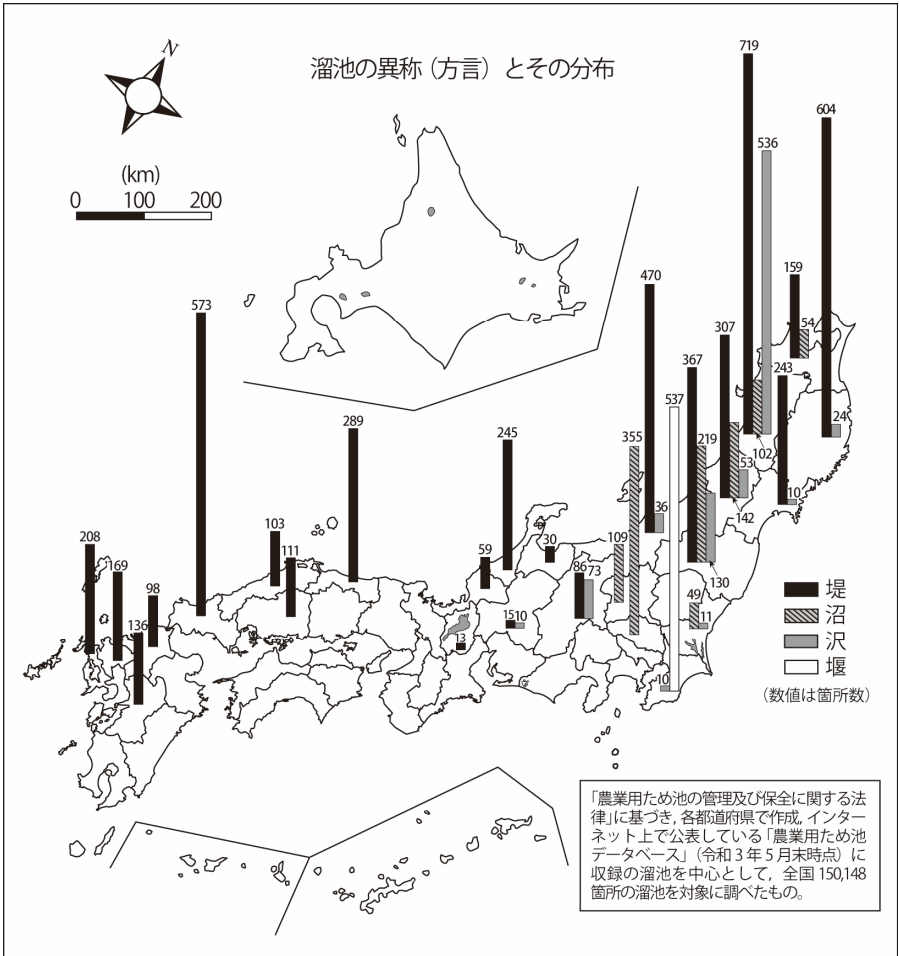 N
溜池の異称（方言）とその分布
(km)
0 100 200
719
604
536
573
470
159
54
307
367
243
537
289
245
355
219
24
102
53
10
142
36
103
111
208
169
98
136
59
30
109
86
73
130
49
11
15
10
13
10
堤
沼
沢
堰
（数値は箇所数）
「農業用ため池の管理及び保全に関する法
律」に基づき，各都道府県で作成，インター
ネット上で公表している「農業用ため池
データベース」（令和３年５月末時点）に
収録の溜池を中心として，全国150,148
箇所の溜池を対象に調べたもの。